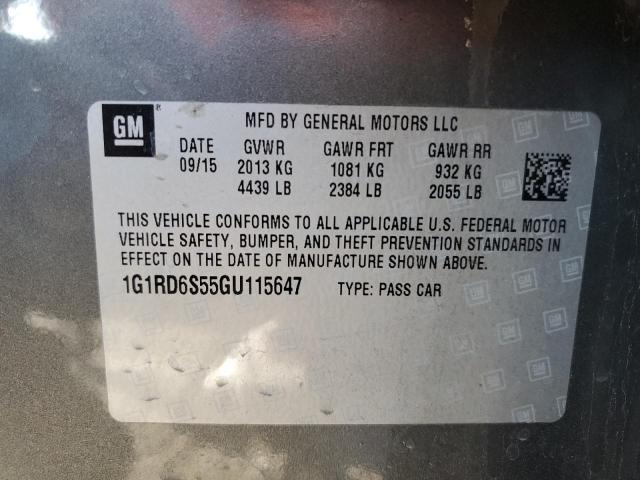 GM
MFD BY GENERAL MOTORS LLC
DATE GVWR GAWR FRT GAWR RR
09/15 2013 KG 1081 KG 932 KG
4439 LB 2384 LB 2055 LB
THIS VEHICLE CONFORMS TO ALL APPLICABLE U.S. FEDERAL MOTOR
VEHICLE SAFETY, BUMPER, AND THEFT PREVENTION STANDARDS IN
EFFECT ON THE DATE OF MANUFACTURE SHOWN ABOVE.
1G1RD6S55GU115647 TYPE: PASS CAR